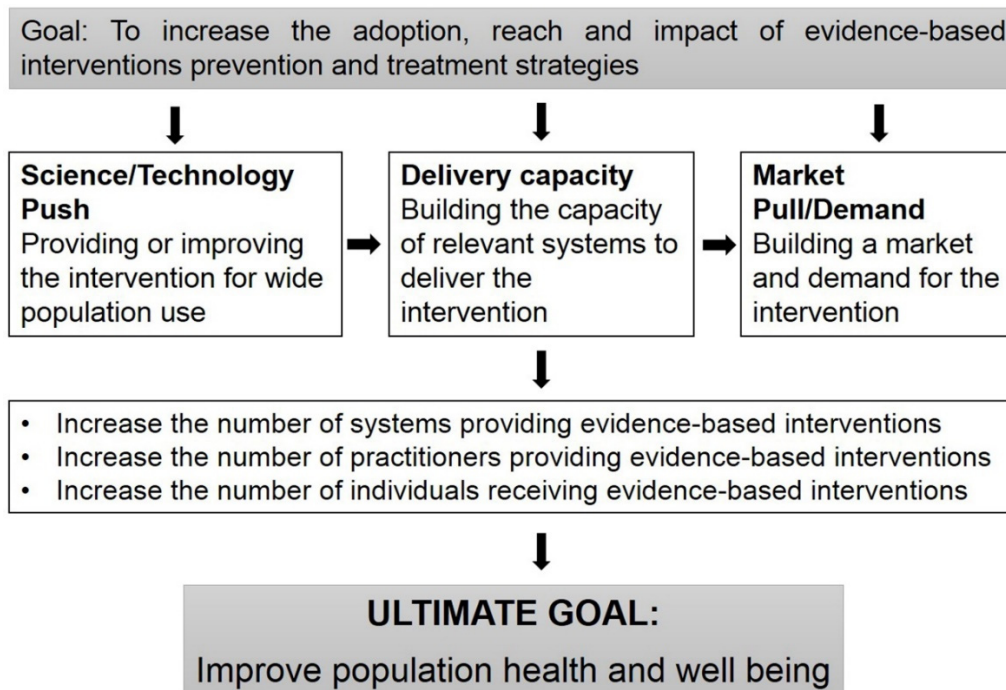 Goal: To increase the adoption, reach and impact of evidence-based
interventions prevention and treatment strategies
Science/Technology
Push
Providing or improving
the intervention for wide
population use
Delivery capacity
Building the capacity
of relevant systems to
deliver the
intervention
Market
Pull/Demand
Building a market
and demand for the
intervention
• Increase the number of systems providing evidence-based interventions
• Increase the number of practitioners providing evidence-based interventions
• Increase the number of individuals receiving evidence-based interventions
ULTIMATE GOAL:
Improve population health and well being